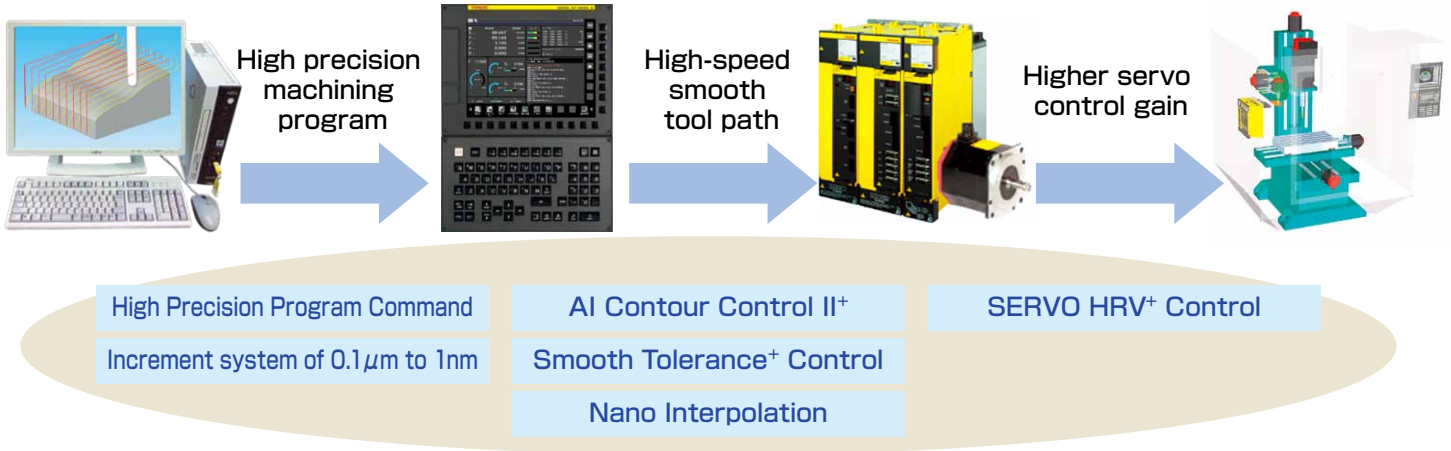 High precision
machining
program
High-speed
smooth
tool path
Higher servo
control gain
High Precision Program Command
Increment system of 0.1μm to 1nm
AI Contour Control II⁺
Smooth Tolerance⁺ Control
Nano Interpolation
SERVO HRV⁺ Control